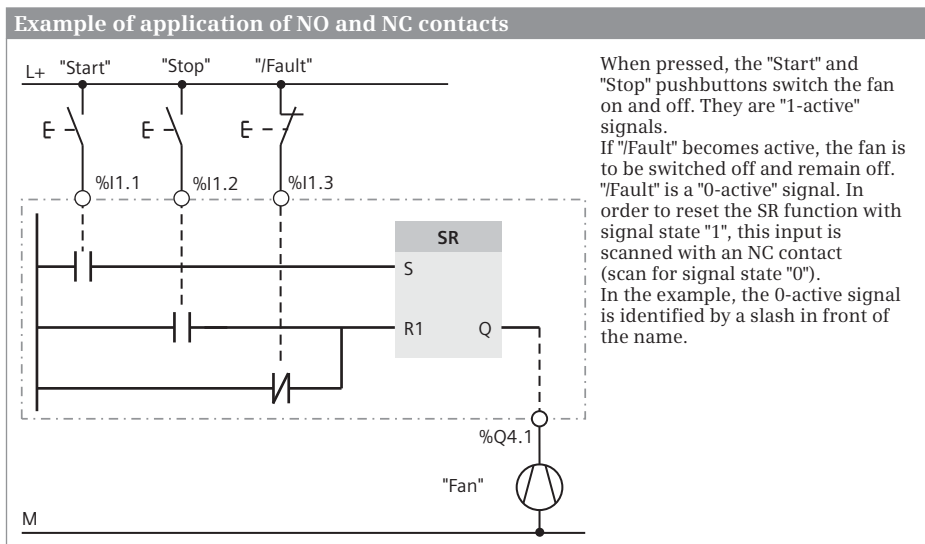 Example of application of NO and NC contacts
L+ "Start" "Stop" "/Fault"
%I1.1 %I1.2 %I1.3
SR
S
R1 Q
%Q4.1
"Fan"
M
When pressed, the "Start" and
"Stop" pushbuttons switch the fan
on and off. They are "1-active"
signals.
If "/Fault" becomes active, the fan is
to be switched off and remain off.
"/Fault" is a "0-active" signal. In
order to reset the SR function with
signal state "1", this input is
scanned with an NC contact
(scan for signal state "0").
In the example, the 0-active signal
is identified by a slash in front of
the name.